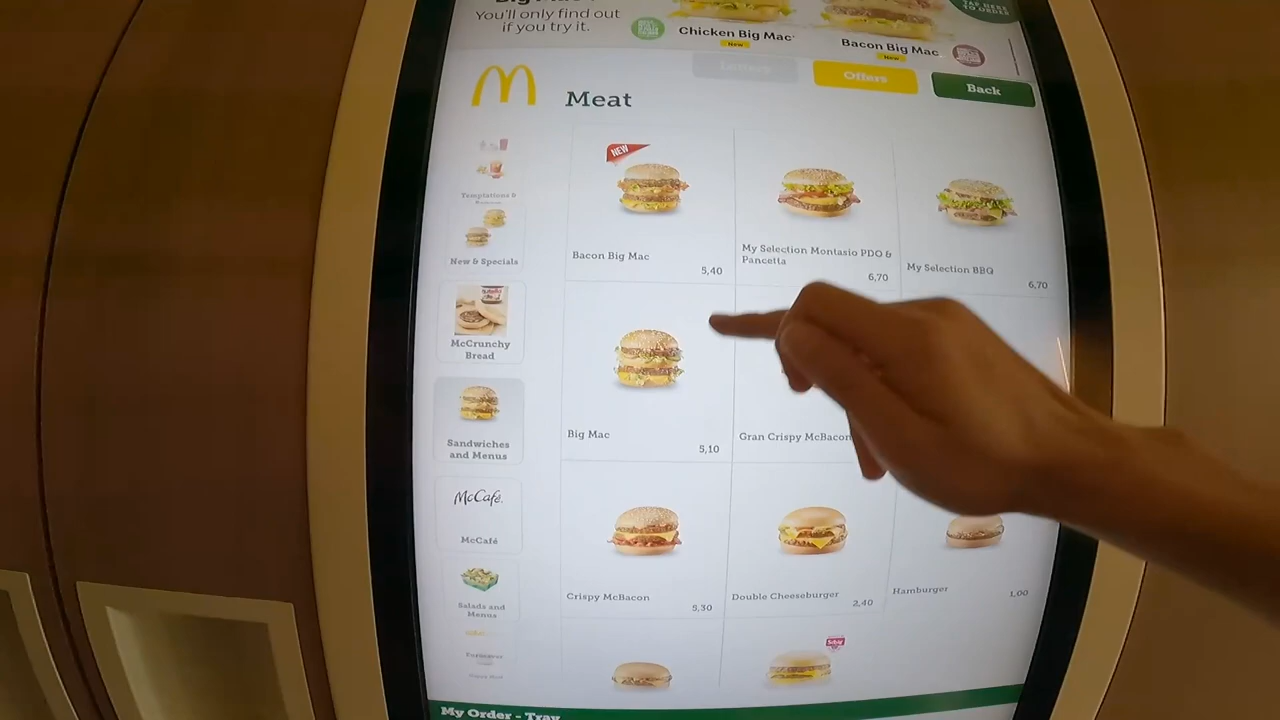 You'll only find out
if you try it.
Chicken Big Mac
New
Bacon Big Mac
New
Offers
Back
Meat
NEW
Temptations &
New & Specials
McCrunchy
Bread
Sandwiches
and Menus
McCafé
McCafé
Salads and
Menus
Bacon Big Mac
5,40
My Selection Montasio PDO &
Pancetta
6,70
My Selection BBQ
6,70
Big Mac
5,10
Gran Crispy McBacon
Crispy McBacon
5,30
Double Cheeseburger
2,40
Hamburger
1,00
My Order - Tray